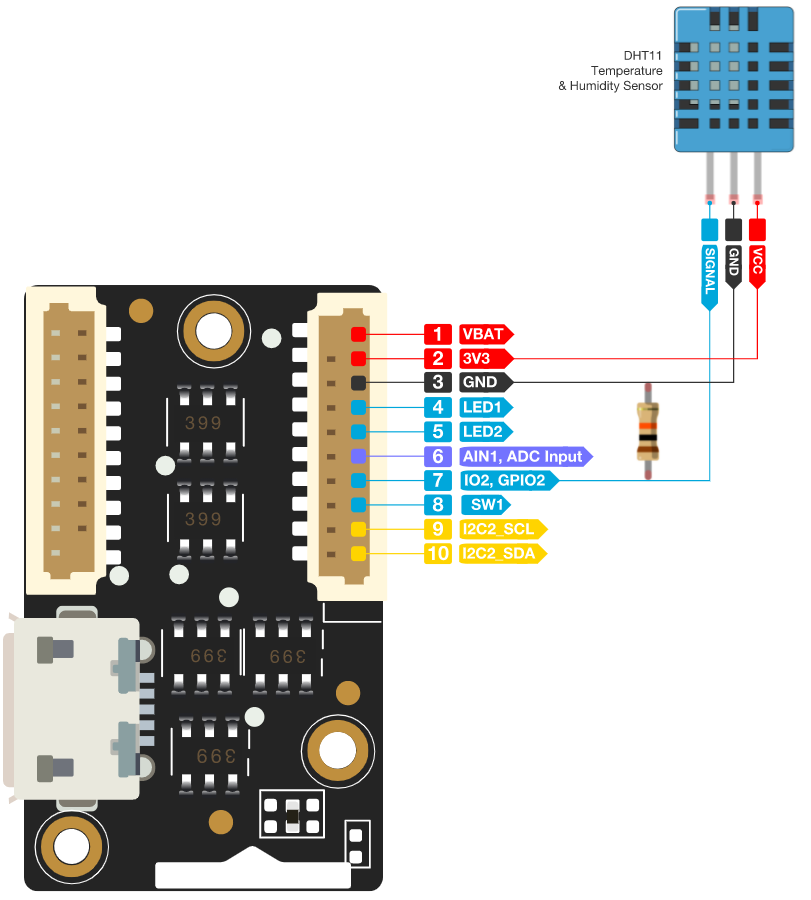 DHT11
Temperature
& Humidity Sensor
SIGNAL
GND
VCC
1 VBAT
2 3V3
3 GND
4 LED1
5 LED2
6 AIN1, ADC Input
7 IO2, GPIO2
8 SW1
9 I2C2_SCL
10 I2C2_SDA
399
399
399
399
399